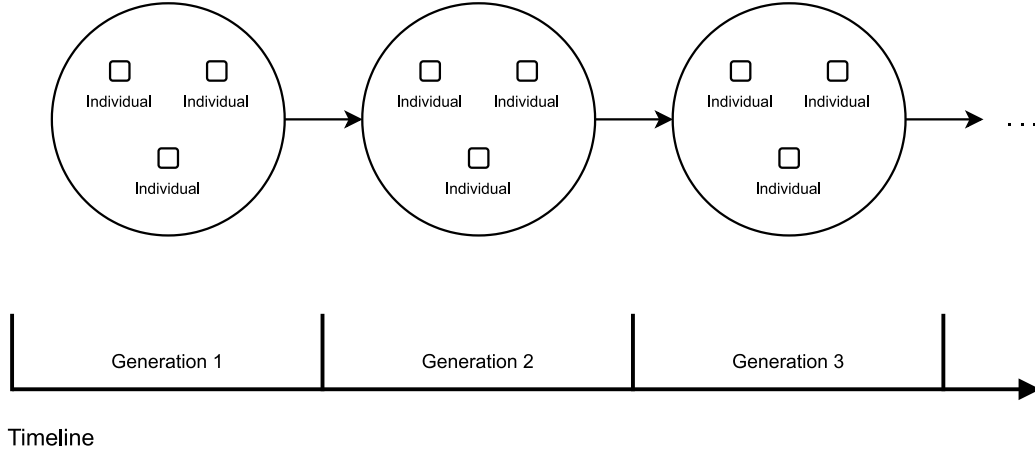 Individual Individual Individual Individual Individual Individual
Individual Individual Individual
. . .
Generation 1 Generation 2 Generation 3
Timeline